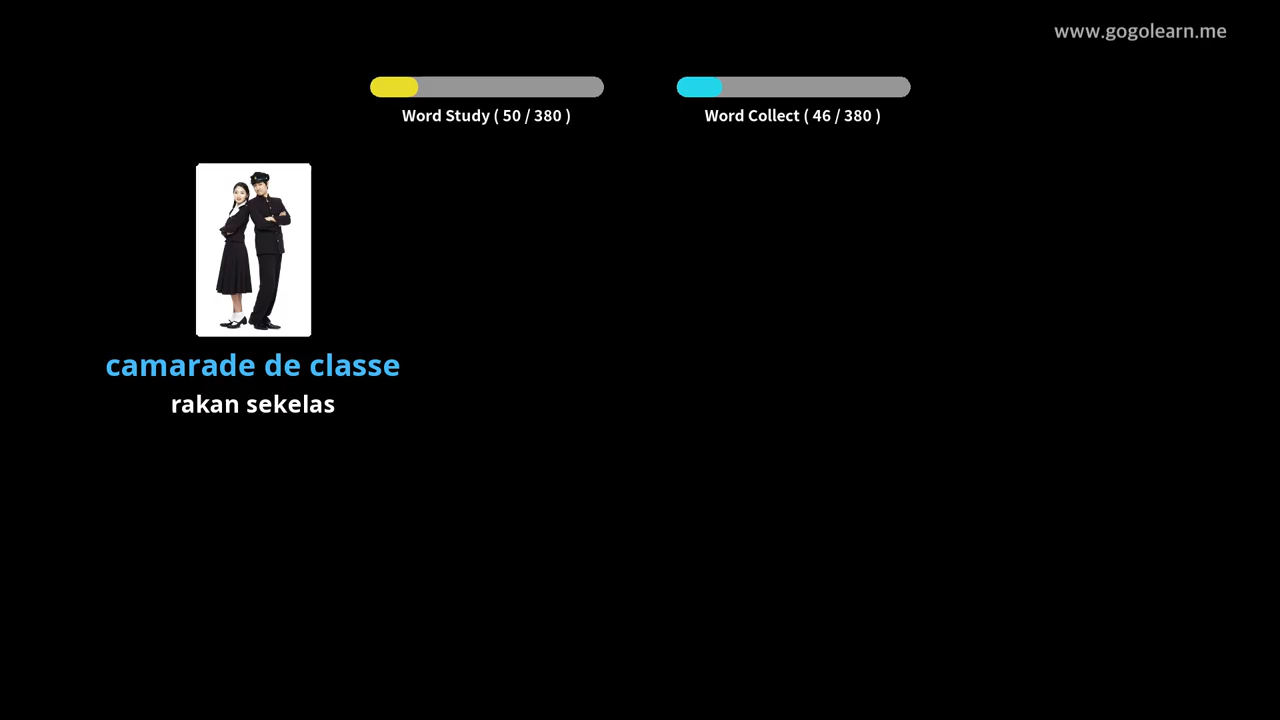 www.gogolearn.me
Word Study ( 50 / 380 )
Word Collect ( 46 / 380 )
camarade de classe
rakan sekelas